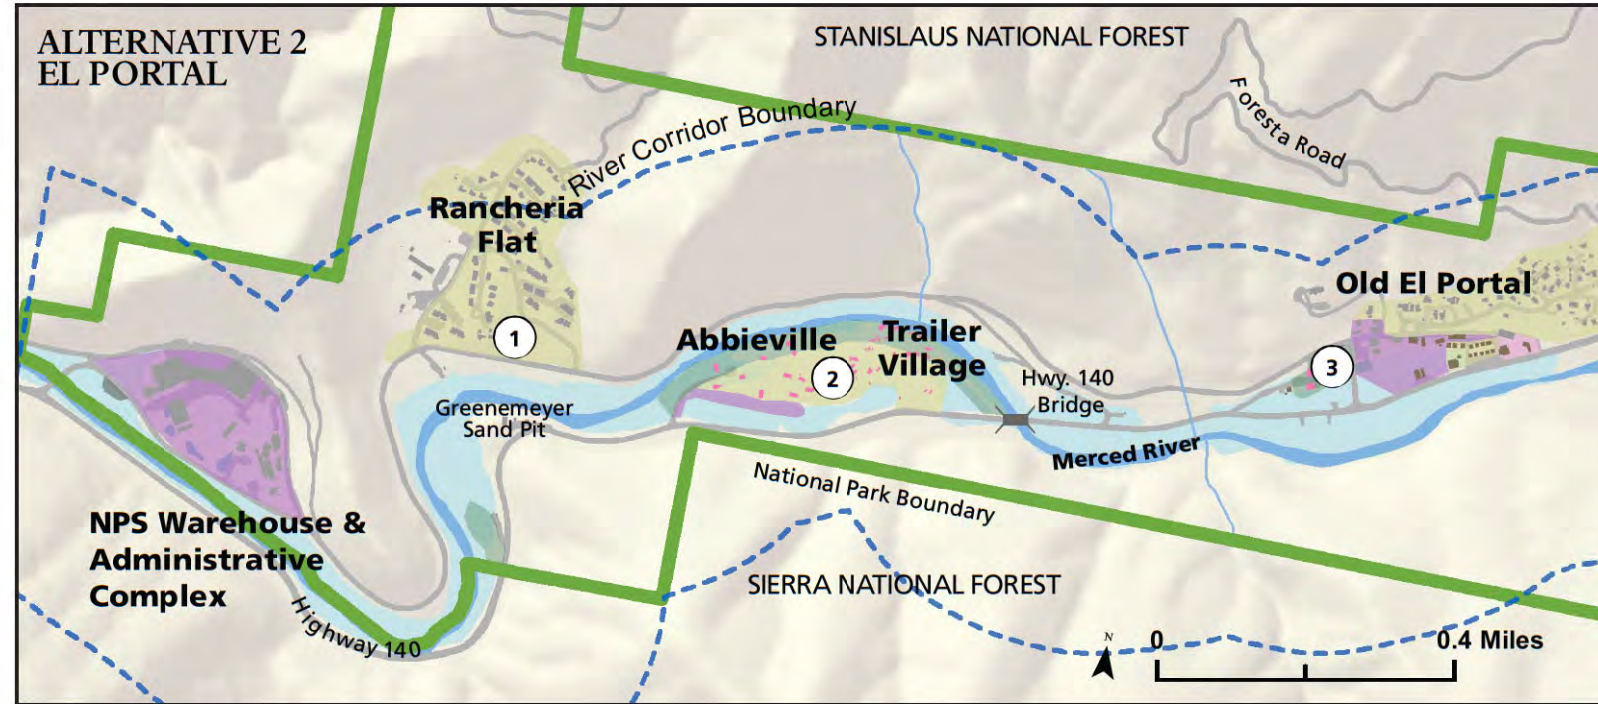 ALTERNATIVE 2
EL PORTAL
STANISLAUS NATIONAL FOREST
Foresta Road
River Corridor Boundary
Rancheria
Flat
1
Old El Portal
Abbieville
Trailer
Village
2
3
Hwy. 140
Bridge
Greenemeyer
Sand Pit
Merced River
National Park Boundary
NPS Warehouse &
Administrative
Complex
Highway 140
SIERRA NATIONAL FOREST
N
0
0.4 Miles